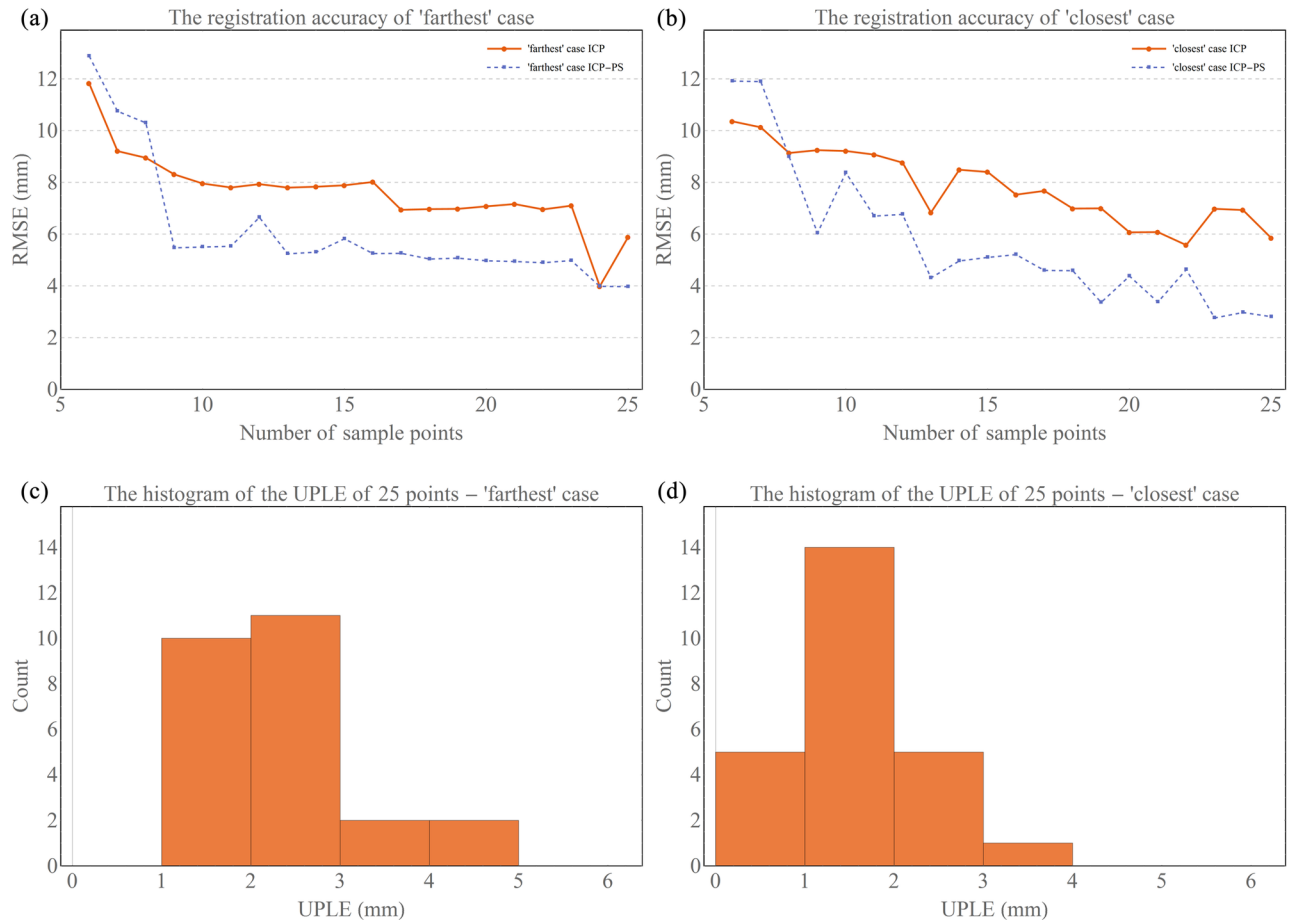 (a)
The registration accuracy of 'farthest' case
'farthest' case ICP
'farthest' case ICP−PS
12
10
8
6
4
2
0
RMSE (mm)
5
10
15
20
25
Number of sample points
(b)
The registration accuracy of 'closest' case
'closest' case ICP
'closest' case ICP−PS
12
10
8
6
4
2
0
RMSE (mm)
5
10
15
20
25
Number of sample points
(c)
The histogram of the UPLE of 25 points − 'farthest' case
14
12
10
8
6
4
2
0
Count
0
1
2
3
4
5
6
UPLE (mm)
(d)
The histogram of the UPLE of 25 points − 'closest' case
14
12
10
8
6
4
2
0
Count
0
1
2
3
4
5
6
UPLE (mm)